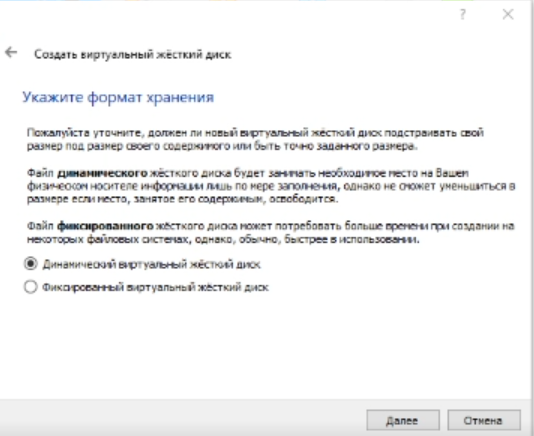 ?
Создать виртуальный жёсткий диск
Укажите формат хранения
Пожалуйста уточните, должен ли новый виртуальный жёсткий диск подстраивать свой
размер под размер своего содержимого или быть точно заданного размера.
Файл динамического жёсткого диска будет занимать необходимое место на Вашем
физическом носителе информации лишь по мере заполнения, однако не сможет уменьшиться в
размере если место, занятое его содержимым, освободится.
Файл фиксированного жёсткого диска может потребовать больше времени при создании на
некоторых файловых системах, однако, обычно, быстрее в использовании.
Динамический виртуальный жёсткий диск
Фиксированный виртуальный жёсткий диск
Далее
Отмена